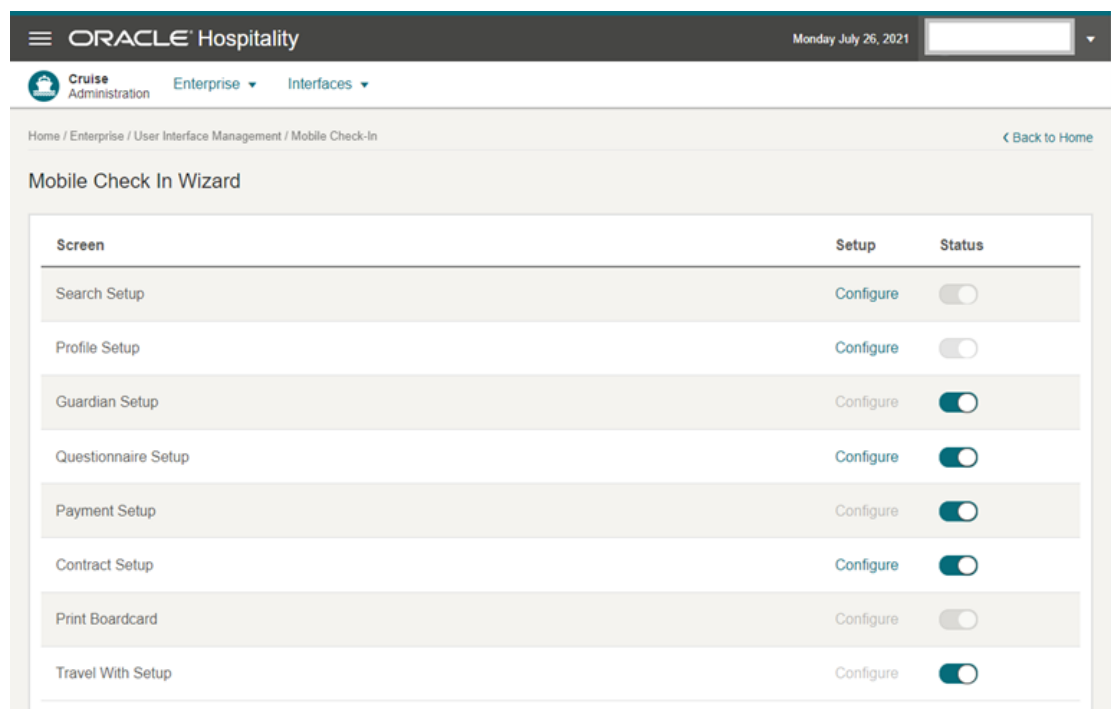 ORACLE Hospitality Monday July 26, 2021
Cruise
Administration Enterprise Interfaces
Home / Enterprise / User Interface Management / Mobile Check-In Back to Home
Mobile Check In Wizard
Screen Setup Status
Search Setup Configure
Profile Setup Configure
Guardian Setup Configure
Questionnaire Setup Configure
Payment Setup Configure
Contract Setup Configure
Print Boardcard Configure
Travel With Setup Configure